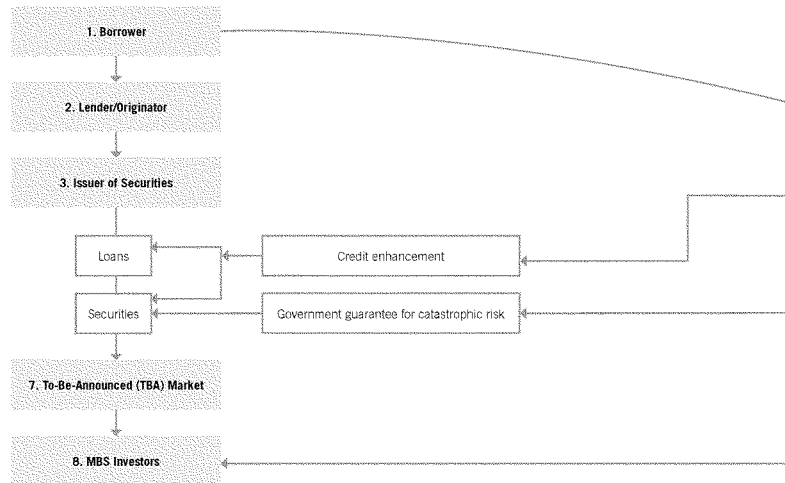 1. Borrower
2. Lender/Originator
3. Issuer of Securities
Loans
Credit enhancement
Securities
Government guarantee for catastrophic risk
7. To-Be-Announced (TBA) Market
8. MBS Investors